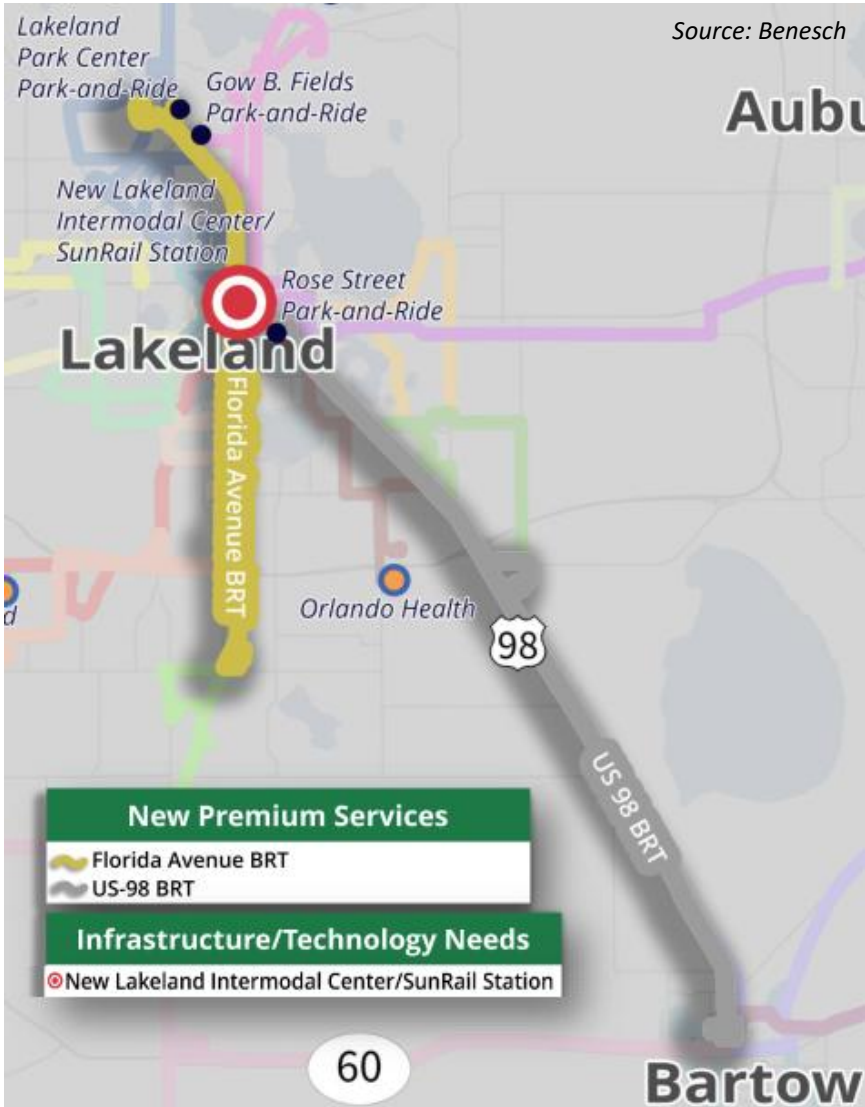 Source: Benesch
Lakeland
Park Center
Park-and-Ride
Gow B. Fields
Park-and-Ride
Aubu
New Lakeland
Intermodal Center/
SunRail Station
Rose Street
Park-and-Ride
Lakeland
Florida Avenue BRT
d
Orlando Health
98
US 98 BRT
New Premium Services
Florida Avenue BRT
US-98 BRT
Infrastructure/Technology Needs
New Lakeland Intermodal Center/SunRail Station
60
Bartow